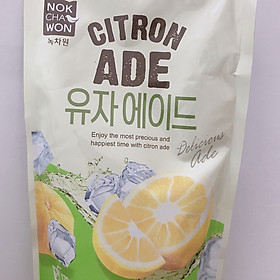 NOK
CHA
WON
녹차원
CITRON
ADE
유자에이드
Enjoy the most precious and
happiest time with citron ade
Delicious
Ade